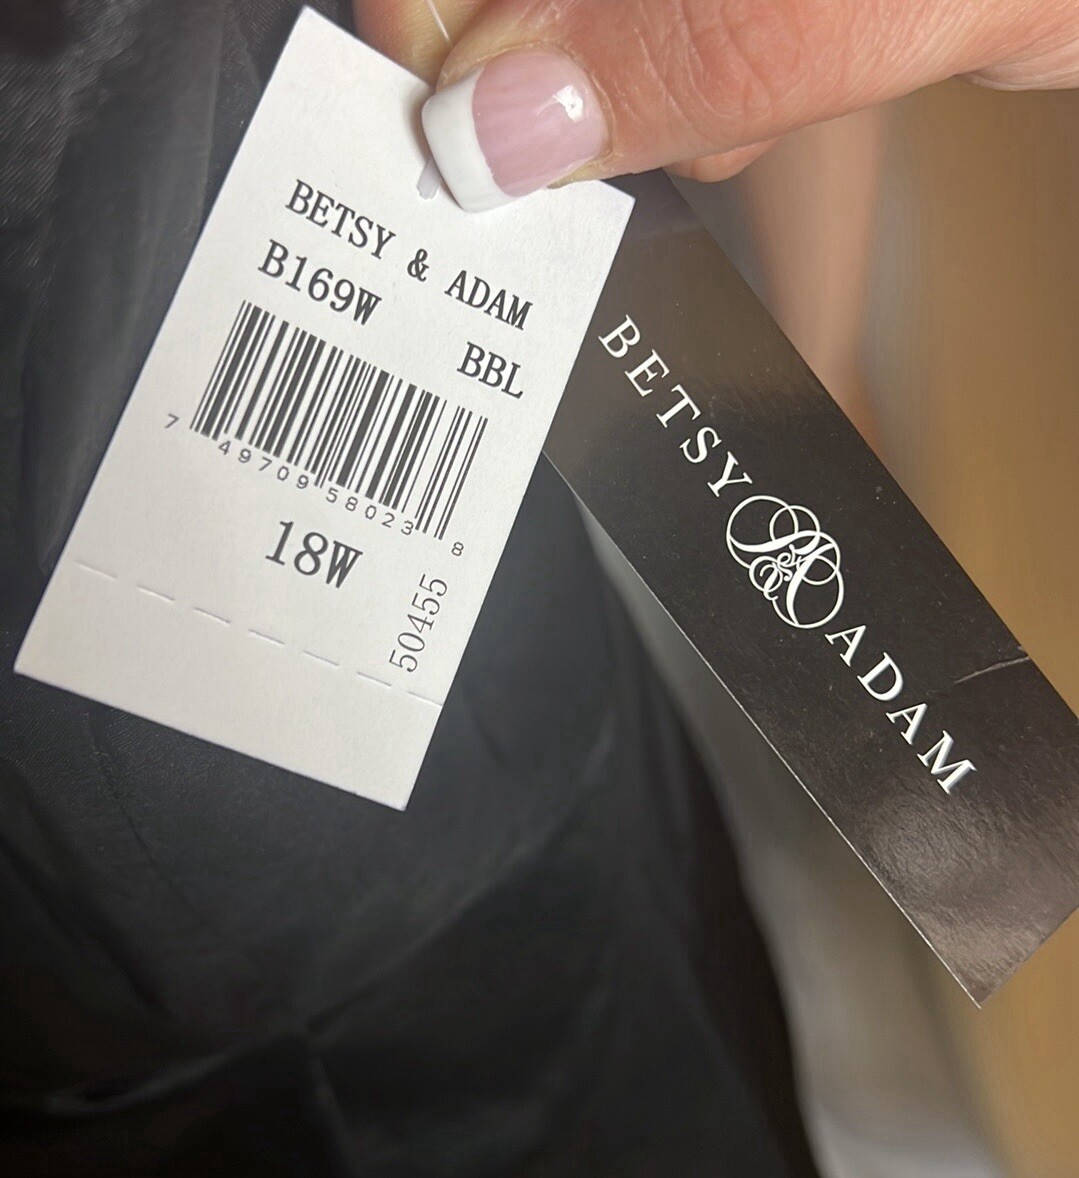 BETSY & ADAM
B169W
BBL
7 49709 58023 8
18W
50455
BETSY & ADAM